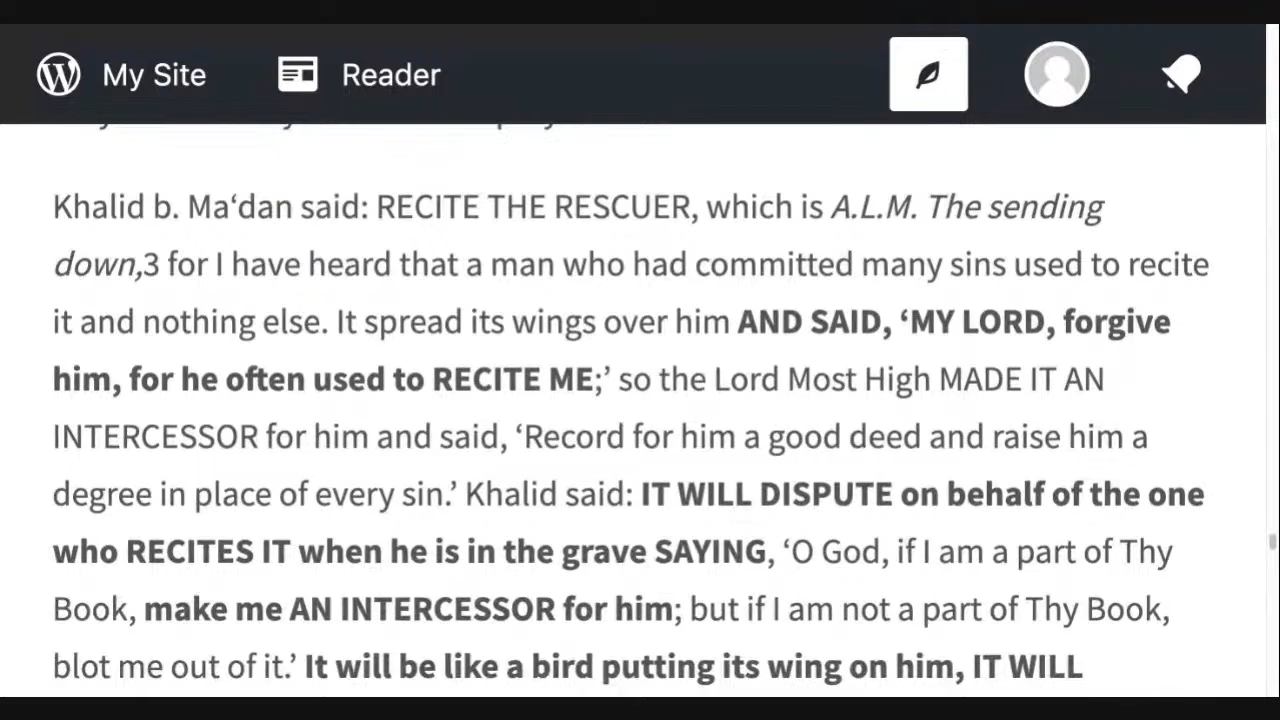 My Site Reader
Khalid b. Ma‘dan said: RECITE THE RESCUER, which is A.L.M. The sending
down,3 for I have heard that a man who had committed many sins used to recite
it and nothing else. It spread its wings over him AND SAID, ‘MY LORD, forgive
him, for he often used to RECITE ME;’ so the Lord Most High MADE IT AN
INTERCESSOR for him and said, ‘Record for him a good deed and raise him a
degree in place of every sin.’ Khalid said: IT WILL DISPUTE on behalf of the one
who RECITES IT when he is in the grave SAYING, ‘O God, if I am a part of Thy
Book, make me AN INTERCESSOR for him; but if I am not a part of Thy Book,
blot me out of it.’ It will be like a bird putting its wing on him, IT WILL